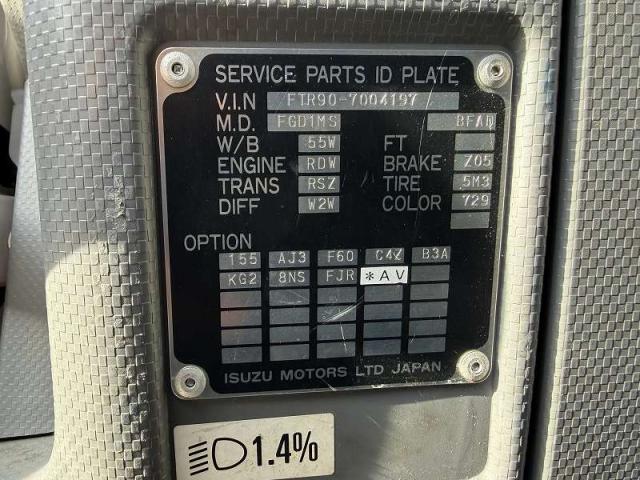 SERVICE PARTS ID PLATE
V.I.N FTR90-7004197
M.D. FGD1MS BFAD
W/B 55W FT
ENGINE RDW BRAKE Z05
TRANS RSZ TIRE 5M3
DIFF W2W COLOR 729
OPTION
155 AJ3 F60 C4Z B3A
KG2 8NS FJR *AV
ISUZU MOTORS LTD JAPAN
1.4%